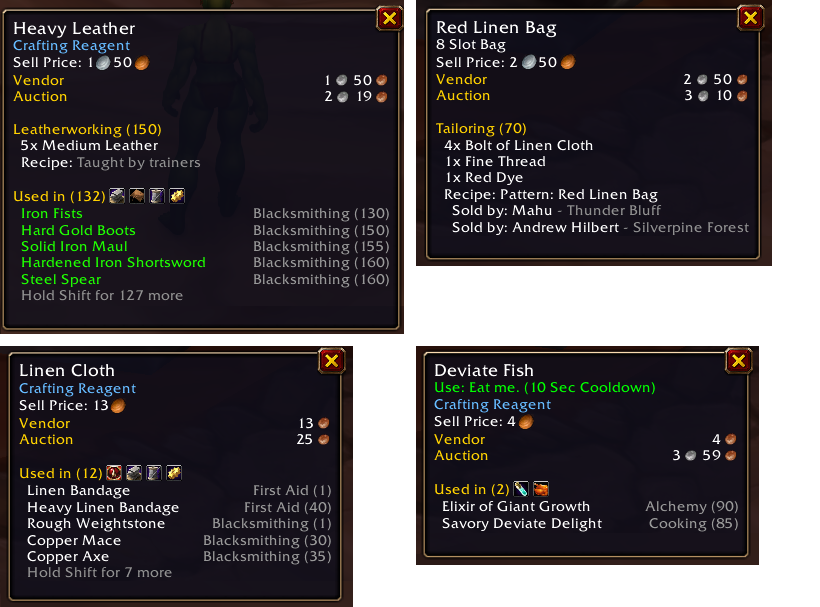 Heavy Leather
Crafting Reagent
Sell Price: 1 50
Vendor 1 50
Auction 2 19
Leatherworking (150)
5x Medium Leather
Recipe: Taught by trainers
Used in (132)
Iron Fists Blacksmithing (130)
Hard Gold Boots Blacksmithing (150)
Solid Iron Maul Blacksmithing (155)
Hardened Iron Shortsword Blacksmithing (160)
Steel Spear Blacksmithing (160)
Hold Shift for 127 more
Red Linen Bag
8 Slot Bag
Sell Price: 2 50
Vendor 2 50
Auction 3 10
Tailoring (70)
4x Bolt of Linen Cloth
1x Fine Thread
1x Red Dye
Recipe: Pattern: Red Linen Bag
Sold by: Mahu - Thunder Bluff
Sold by: Andrew Hilbert - Silverpine Forest
Linen Cloth
Crafting Reagent
Sell Price: 13
Vendor 13
Auction 25
Used in (12)
Linen Bandage First Aid (1)
Heavy Linen Bandage First Aid (40)
Rough Weightstone Blacksmithing (1)
Copper Mace Blacksmithing (30)
Copper Axe Blacksmithing (35)
Hold Shift for 7 more
Deviate Fish
Use: Eat me. (10 Sec Cooldown)
Crafting Reagent
Sell Price: 4
Vendor 4
Auction 3 59
Used in (2)
Elixir of Giant Growth Alchemy (90)
Savory Deviate Delight Cooking (85)